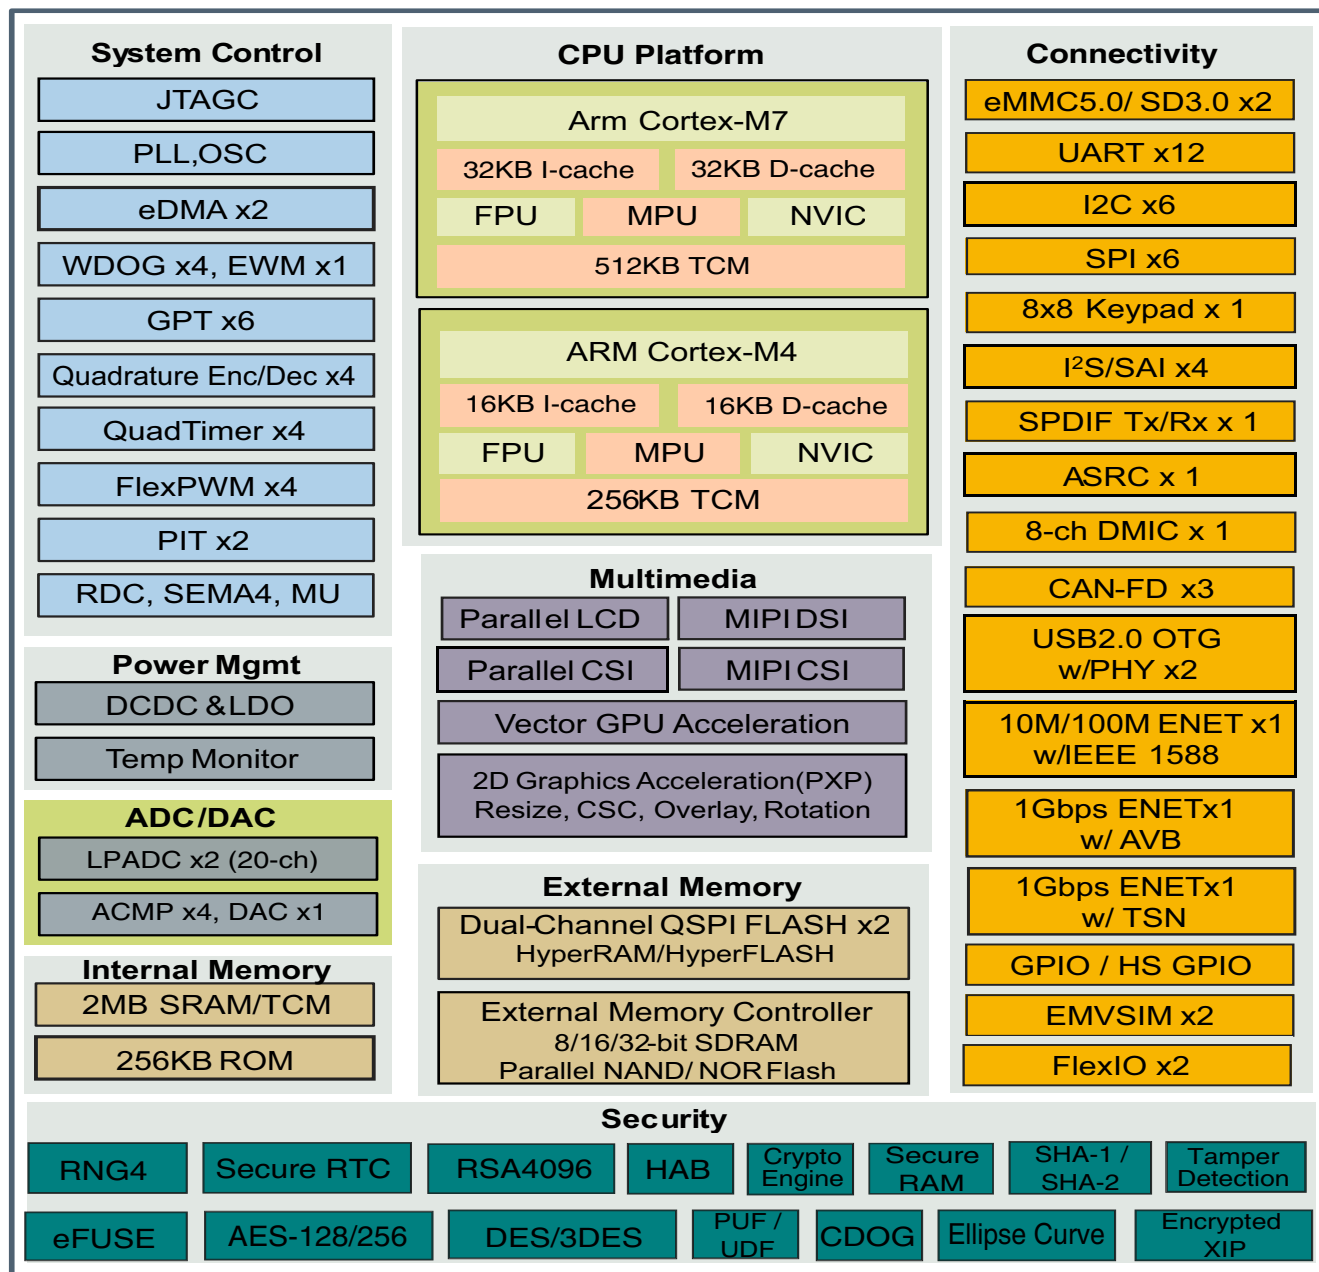 System Control
JTAGC
PLL,OSC
eDMA x2
WDOG x4, EWM x1
GPT x6
Quadrature Enc/Dec x4
QuadTimer x4
FlexPWM x4
PIT x2
RDC, SEMA4, MU
Power Mgmt
DCDC &LDO
Temp Monitor
ADC/DAC
LPADC x2 (20-ch)
ACMP x4, DAC x1
Internal Memory
2MB SRAM/TCM
256KB ROM
CPU Platform
Arm Cortex-M7
32KB I-cache
32KB D-cache
FPU
MPU
NVIC
512KB TCM
ARM Cortex-M4
16KB I-cache
16KB D-cache
FPU
MPU
NVIC
256KB TCM
Multimedia
Parallel LCD
MIPI DSI
Parallel CSI
MIPI CSI
Vector GPU Acceleration
2D Graphics Acceleration(PXP)
Resize, CSC, Overlay, Rotation
External Memory
Dual-Channel QSPI FLASH x2
HyperRAM/HyperFLASH
External Memory Controller
8/16/32-bit SDRAM
Parallel NAND/ NOR Flash
Connectivity
eMMC5.0/ SD3.0 x2
UART x12
I2C x6
SPI x6
8x8 Keypad x 1
I²S/SAI x4
SPDIF Tx/Rx x 1
ASRC x 1
8-ch DMIC x 1
CAN-FD x3
USB2.0 OTG
w/PHY x2
10M/100M ENET x1
w/IEEE 1588
1Gbps ENETx1
w/ AVB
1Gbps ENETx1
w/ TSN
GPIO / HS GPIO
EMVSIM x2
FlexIO x2
Security
RNG4
Secure RTC
RSA4096
HAB
Crypto
Engine
Secure
RAM
SHA-1 /
SHA-2
Tamper
Detection
eFUSE
AES-128/256
DES/3DES
PUF /
UDF
CDOG
Ellipse Curve
Encrypted
XIP